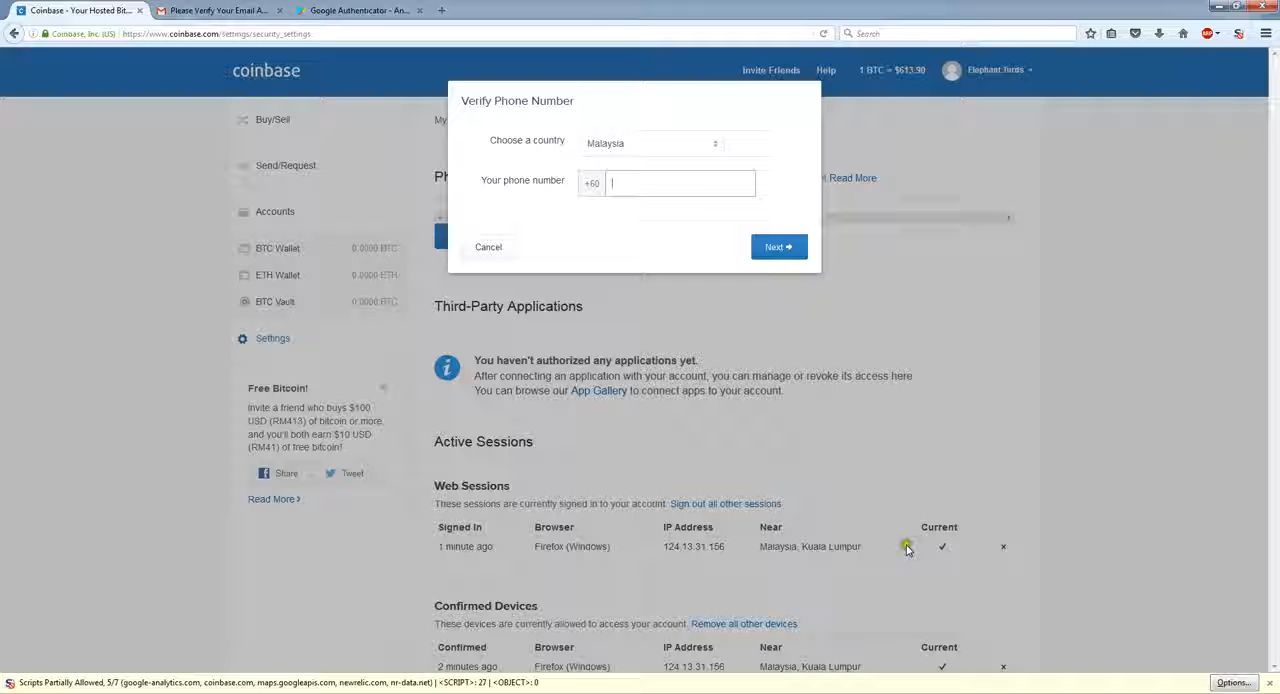 Coinbase - Your Hosted Bit...
Please Verify Your Email A...
Google Authenticator - An...
Coinbase, Inc. (US)
https://www.coinbase.com/settings/security_settings
Search
ABP
coinbase
Invite Friends
Help
1 BTC = $613.90
Elephant Turds
Verify Phone Number
Choose a country
Malaysia
Your phone number
+60
Cancel
Next
Buy/Sell
Send/Request
Accounts
BTC Wallet 0.0000 BTC
ETH Wallet 0.0000 ETH
BTC Vault 0.0000 BTC
Settings
Free Bitcoin!
Invite a friend who buys $100
USD (RM413) of bitcoin or more,
and you'll both earn $10 USD
(RM41) of free bitcoin!
Share
Tweet
Read More
My
Ph
Read More
Third-Party Applications
You haven't authorized any applications yet.
After connecting an application with your account, you can manage or revoke its access here
You can browse our App Gallery to connect apps to your account.
Active Sessions
Web Sessions
These sessions are currently signed in to your account. Sign out all other sessions
Signed In Browser IP Address Near Current
1 minute ago Firefox (Windows) 124.13.31.156 Malaysia, Kuala Lumpur
Confirmed Devices
These devices are currently allowed to access your account. Remove all other devices
Confirmed Browser IP Address Near Current
2 minutes ago Firefox (Windows) 124.13.31.156 Malaysia, Kuala Lumpur
Scripts Partially Allowed, 5/7 (google-analytics.com, coinbase.com, maps.googleapis.com, newrelic.com, nr-data.net) | <SCRIPT>: 27 | <OBJECT>: 0
Options...